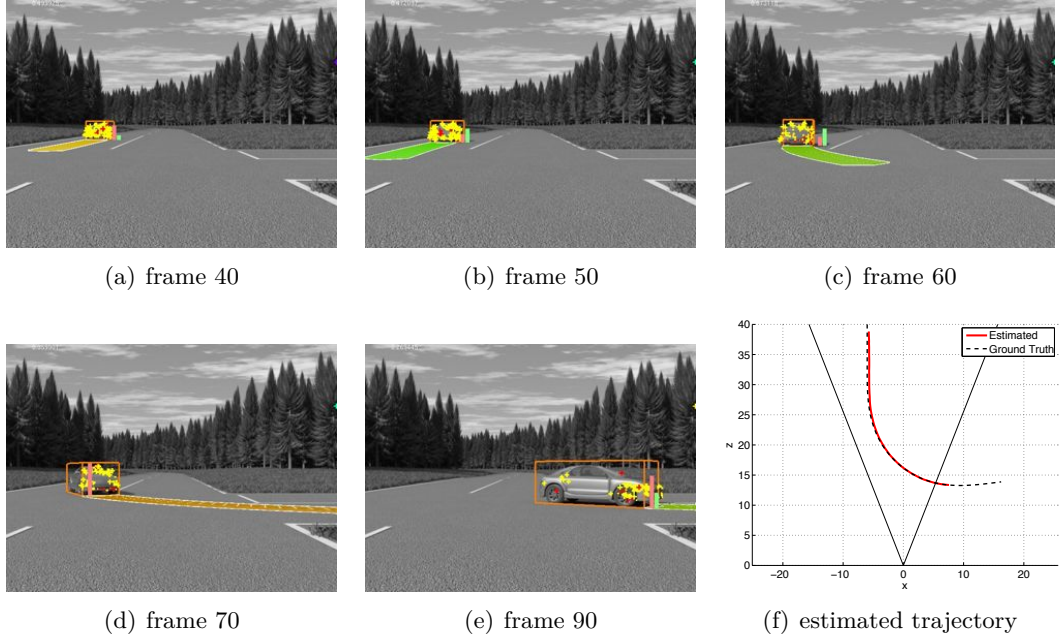 (a) frame 40
(b) frame 50
(c) frame 60
40
35
30
25
20
15
10
5
0
z
Estimated
Ground Truth
−20
−10
0
10
20
x
(d) frame 70
(e) frame 90
(f) estimated trajectory